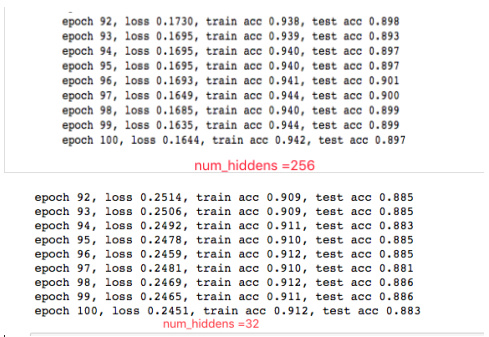 epoch 92, loss 0.1730, train acc 0.938, test acc 0.898
epoch 93, loss 0.1695, train acc 0.939, test acc 0.893
epoch 94, loss 0.1695, train acc 0.940, test acc 0.897
epoch 95, loss 0.1695, train acc 0.940, test acc 0.897
epoch 96, loss 0.1693, train acc 0.941, test acc 0.901
epoch 97, loss 0.1649, train acc 0.944, test acc 0.900
epoch 98, loss 0.1685, train acc 0.940, test acc 0.899
epoch 99, loss 0.1635, train acc 0.944, test acc 0.899
epoch 100, loss 0.1644, train acc 0.942, test acc 0.897
num_hiddens =256
epoch 92, loss 0.2514, train acc 0.909, test acc 0.885
epoch 93, loss 0.2506, train acc 0.909, test acc 0.885
epoch 94, loss 0.2492, train acc 0.911, test acc 0.883
epoch 95, loss 0.2478, train acc 0.910, test acc 0.885
epoch 96, loss 0.2459, train acc 0.912, test acc 0.885
epoch 97, loss 0.2481, train acc 0.910, test acc 0.881
epoch 98, loss 0.2469, train acc 0.912, test acc 0.886
epoch 99, loss 0.2465, train acc 0.911, test acc 0.886
epoch 100, loss 0.2451, train acc 0.912, test acc 0.883
num_hiddens =32